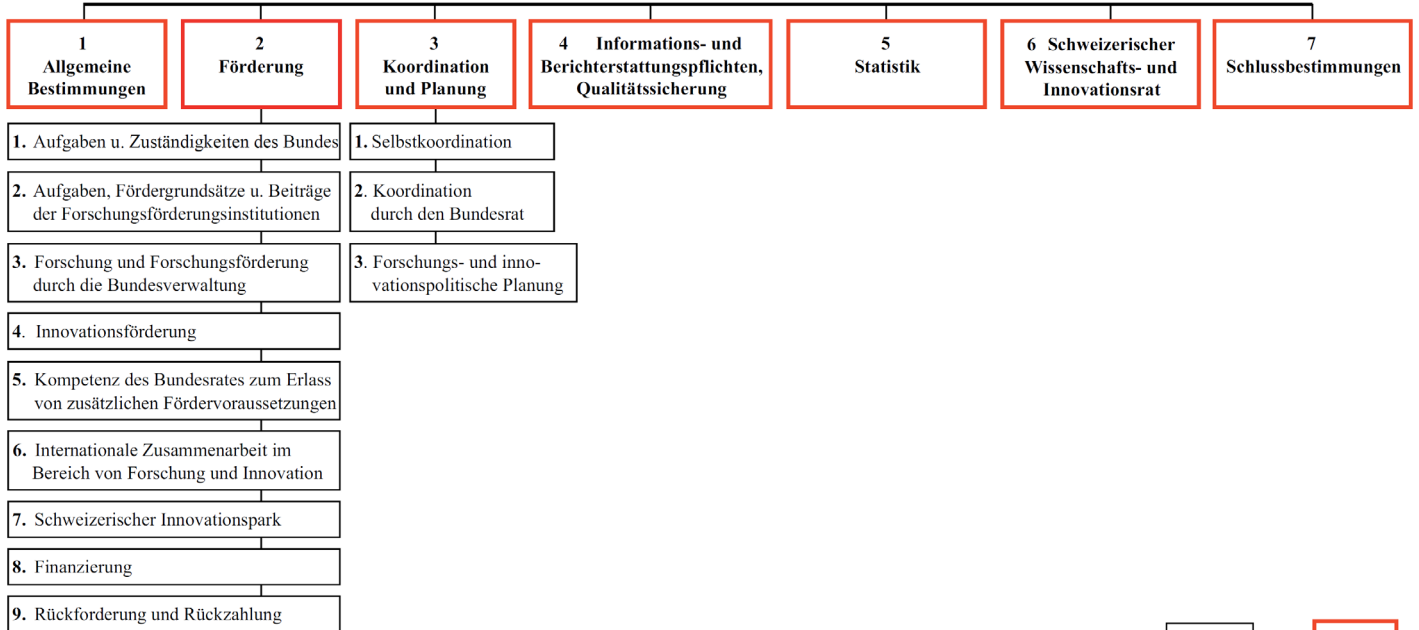 1
Allgemeine
Bestimmungen
2
Förderung
3
Koordination
und Planung
4 Informations- und
Berichterstattungspflichten,
Qualitätssicherung
5
Statistik
6 Schweizerischer
Wissenschafts- und
Innovationsrat
7
Schlussbestimmungen
1. Aufgaben u. Zuständigkeiten des Bundes
2. Aufgaben, Fördergrundsätze u. Beiträge
der Forschungsförderungsinstitutionen
3. Forschung und Forschungsförderung
durch die Bundesverwaltung
4. Innovationsförderung
5. Kompetenz des Bundesrates zum Erlass
von zusätzlichen Fördervoraussetzungen
6. Internationale Zusammenarbeit im
Bereich von Forschung und Innovation
7. Schweizerischer Innovationspark
8. Finanzierung
9. Rückforderung und Rückzahlung
1. Selbstkoordination
2. Koordination
durch den Bundesrat
3. Forschungs- und inno-
vationspolitische Planung